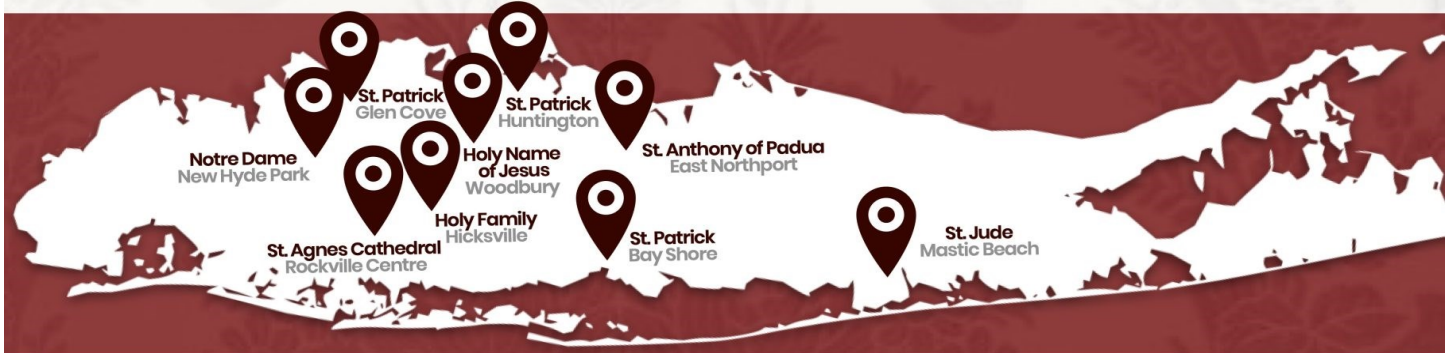 St. Patrick
Glen Cove
St. Patrick
Huntington
Notre Dame
New Hyde Park
Holy Name
of Jesus
Woodbury
St. Anthony of Padua
East Northport
Holy Family
Hicksville
St. Agnes Cathedral
Rockville Centre
St. Patrick
Bay Shore
St. Jude
Mastic Beach